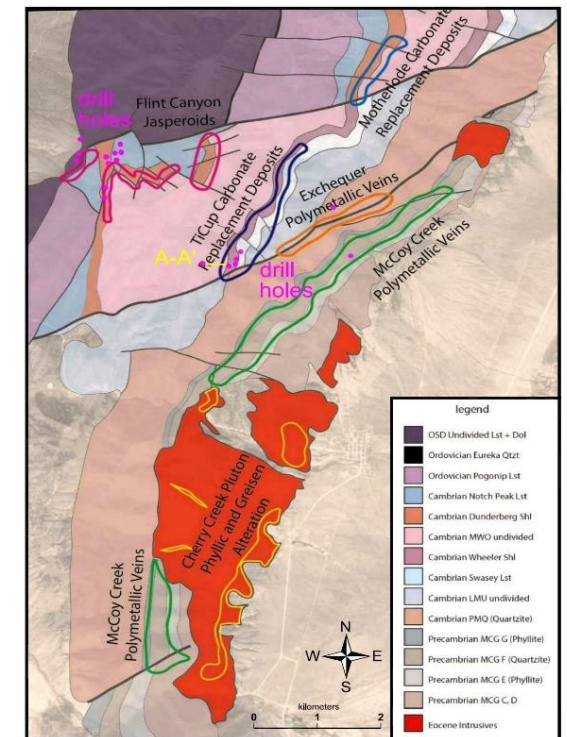 drill
holes
Flint Canyon
Jasperoids
Motherlode Carbonate
Replacement Deposits
TiCup Carbonate
Replacement Deposits
Exchequer
Polymetallic Veins
A-A'
drill
holes
McCoy Creek
Polymetallic Veins
Cherry Creek Pluton
Phyllic and Greisen
Alteration
McCoy Creek
Polymetallic Veins
N
W E
S
kilometers
0 1 2
legend
OSD Undivided Lst + Dol
Ordovician Eureka Qtzt
Ordovician Pogonip Lst
Cambrian Notch Peak Lst
Cambrian Dunderberg Shl
Cambrian MWO undivided
Cambrian Wheeler Shl
Cambrian Swasey Lst
Cambrian LMU undivided
Cambrian PMQ (Quartzite)
Precambrian MCG G (Phyllite)
Precambrian MCG F (Quartzite)
Precambrian MCG E (Phyllite)
Precambrian MCG C, D
Eocene Intrusives